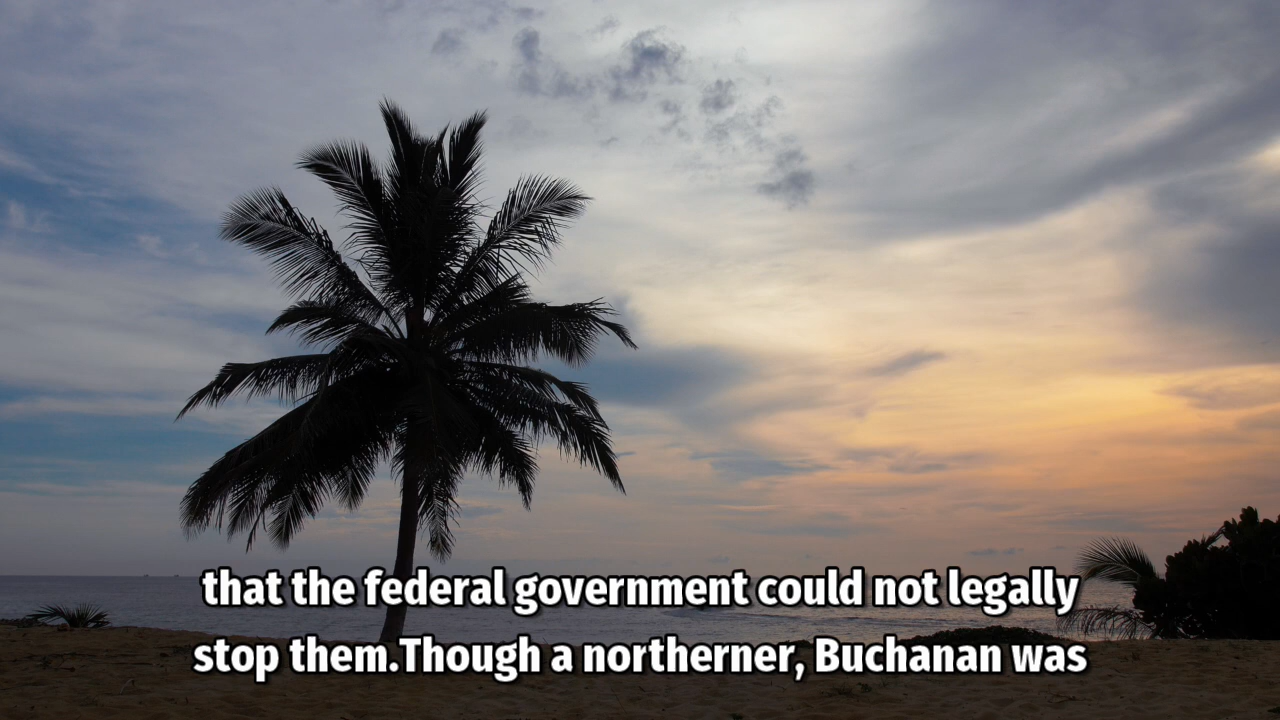 that the federal government could not legally
stop them.Though a northerner, Buchanan was